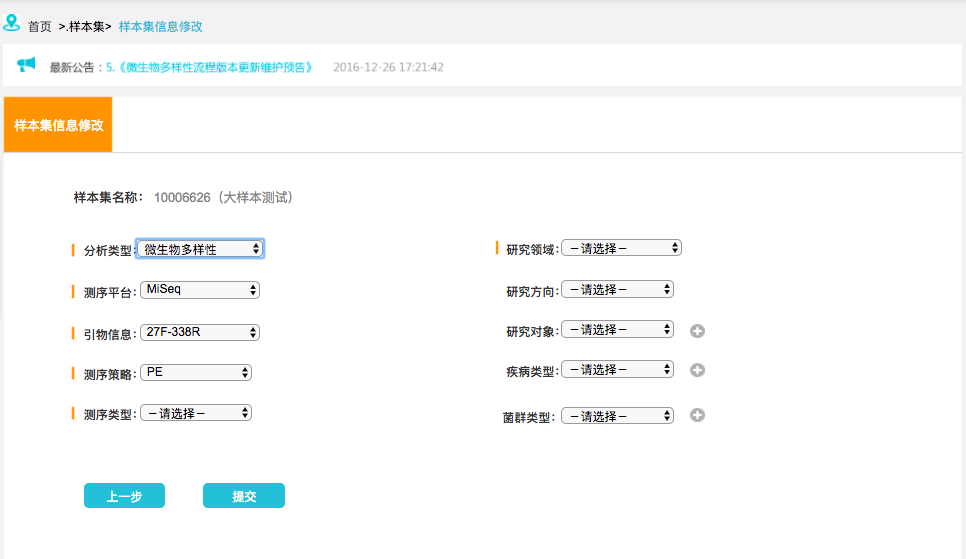 首页 >.样本集> 样本集信息修改
最新公告：5.《微生物多样性流程版本更新维护预告》 2016-12-26 17:21:42
样本集信息修改
样本集名称： 10006626（大样本测试）
分析类型: 微生物多样性
研究领域: －请选择－
测序平台: MiSeq
研究方向: －请选择－
引物信息: 27F-338R
研究对象: －请选择－
测序策略: PE
疾病类型: －请选择－
测序类型: －请选择－
菌群类型: －请选择－
上一步 提交